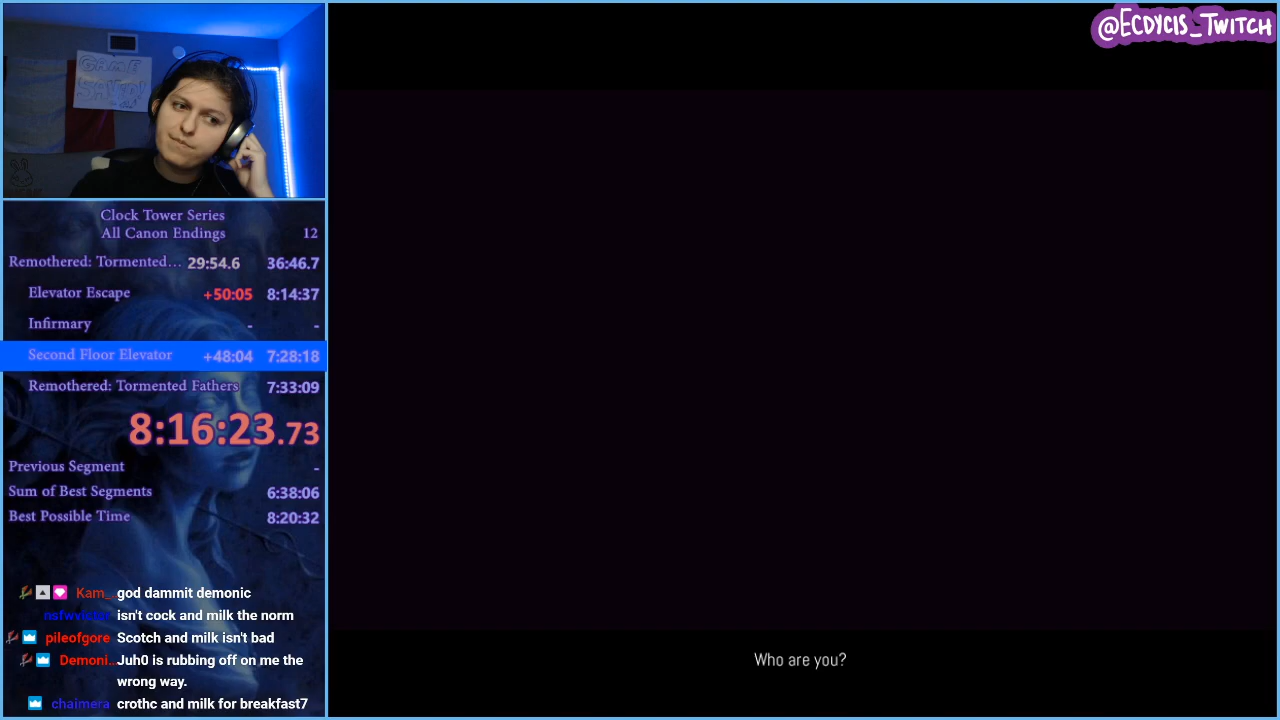 @ECDYCIS_TWITCH
GAME
SAVED!
Clock Tower Series
All Canon Endings 12
Remothered: Tormented... 29:54.6 36:46.7
Elevator Escape +50:05 8:14:37
Infirmary - -
Second Floor Elevator +48:04 7:28:18
Remothered: Tormented Fathers 7:33:09
8:16:23.73
Previous Segment -
Sum of Best Segments 6:38:06
Best Possible Time 8:20:32
Kam_... god dammit demonic
isn't cock and milk the norm
pileofgore Scotch and milk isn't bad
Demoni... Juh0 is rubbing off on me the
wrong way.
chaimera crothc and milk for breakfast7
Who are you?